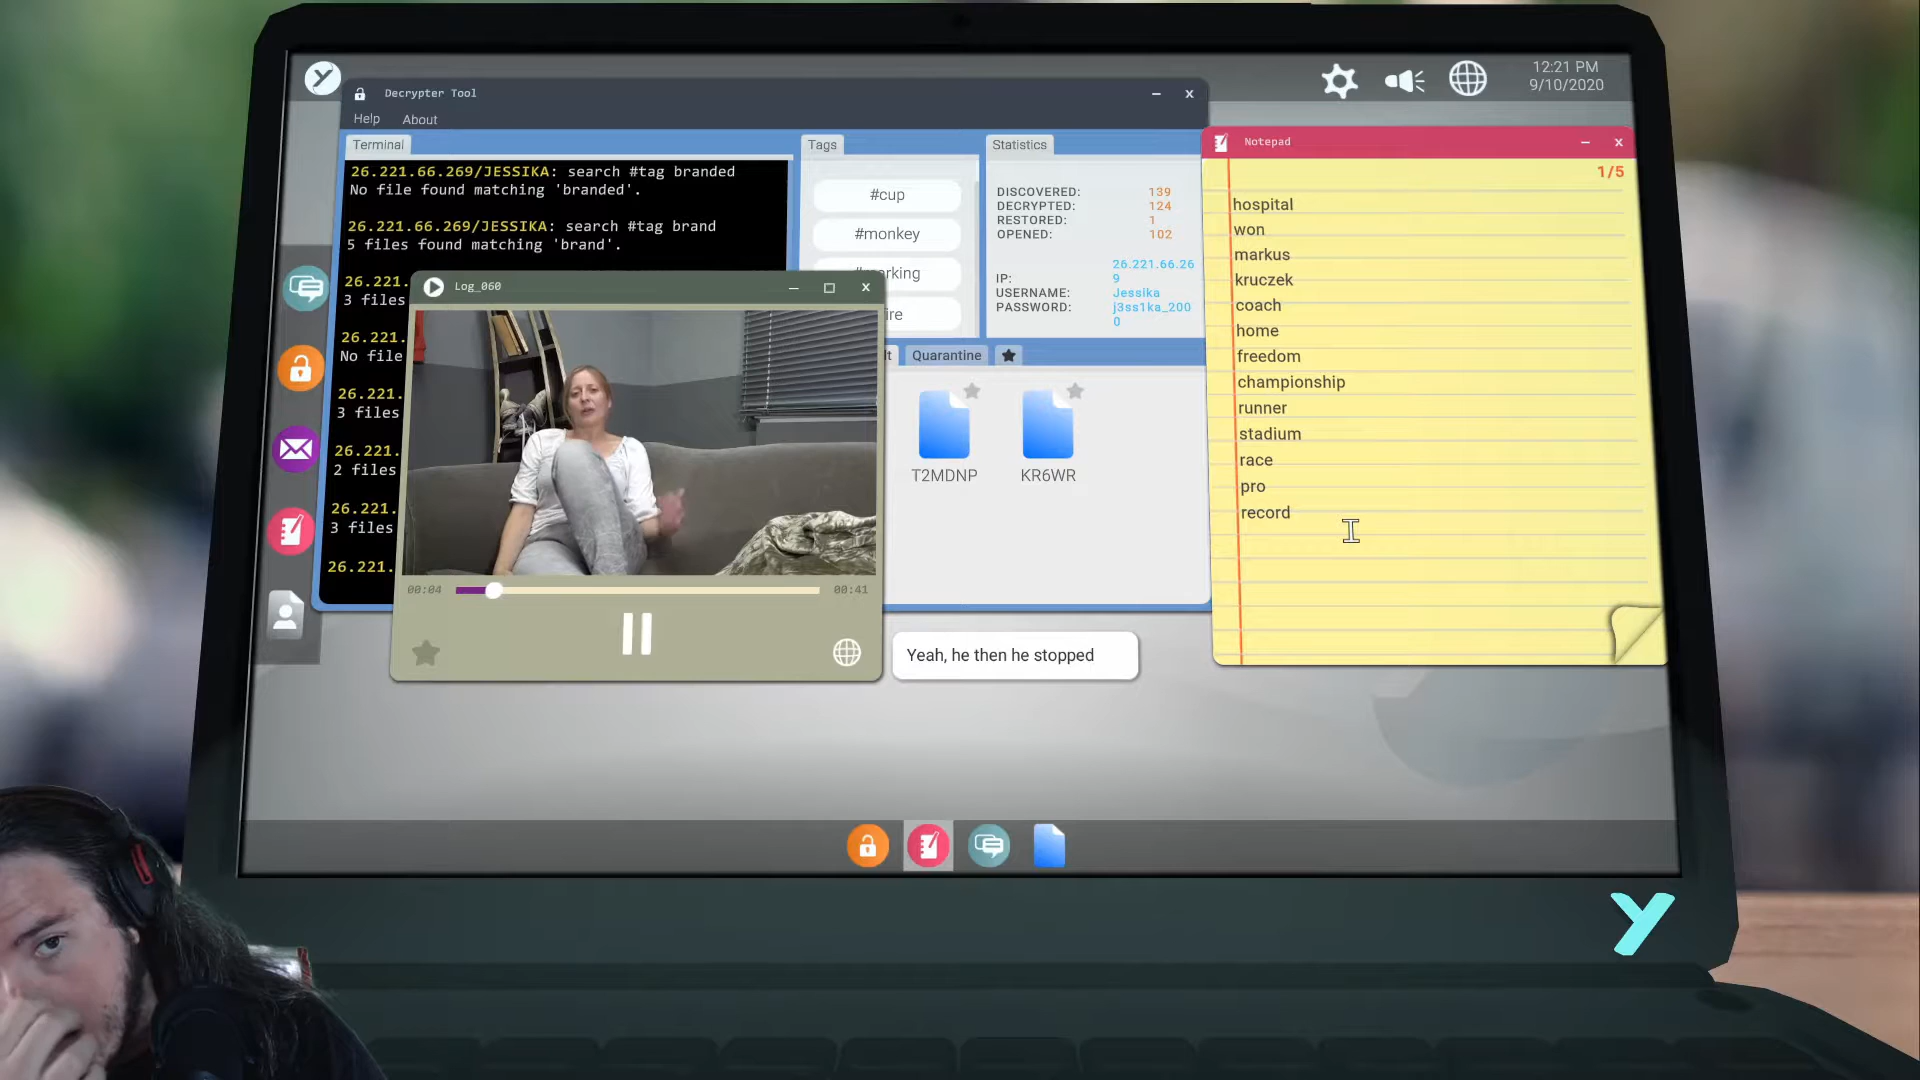 12:21 PM
9/10/2020
Decrypter Tool
Help
About
Terminal
26.221.66.269/JESSIKA: search #tag branded
No file found matching 'branded'.
26.221.66.269/JESSIKA: search #tag brand
5 files found matching 'brand'.
26.221.
3 files
26.221.
No file
26.221.
3 files
26.221.
2 files
26.221.
3 files
26.221.
Tags
#cup
#monkey
Statistics
DISCOVERED: 139
DECRYPTED: 124
RESTORED: 1
OPENED: 102
IP: 26.221.66.26
9
USERNAME: Jessika
PASSWORD: j3ss1ka_200
0
Quarantine
T2MDNP
KR6WR
Log_060
00:04
00:41
Yeah, he then he stopped
Notepad
1/5
hospital
won
markus
kruczek
coach
home
freedom
championship
runner
stadium
race
pro
record
Y